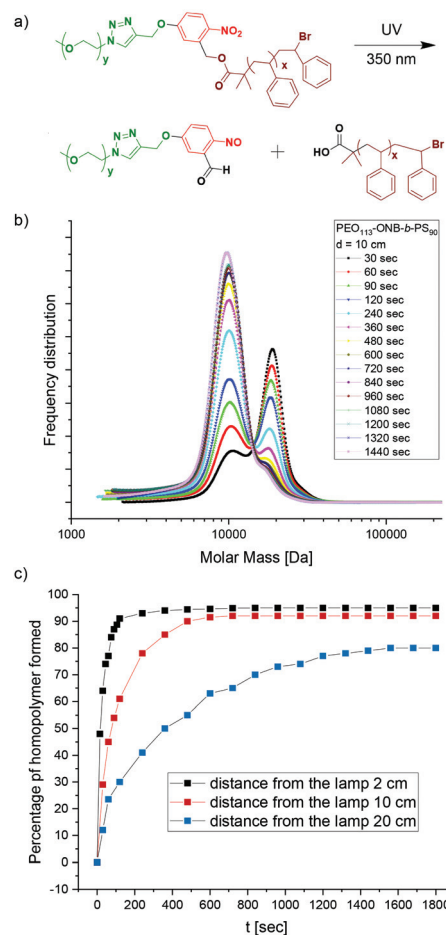 a)
Br
NO₂
N=N
O
N
O
UV
y
O
x
350 nm
O
N=N
NO
O
Br
O
N
O
+
HO
x
y
O
b)
PEO₁₁₃-ONB-b-PS₉₀
d = 10 cm
30 sec
60 sec
90 sec
120 sec
240 sec
360 sec
480 sec
600 sec
720 sec
840 sec
960 sec
1080 sec
1200 sec
1320 sec
1440 sec
Frequency distribution
1000 10000 100000
Molar Mass [Da]
c)
100
90
80
70
60
50
40
30
20
10
0
-10
Percentage pf homopolymer formed
distance from the lamp 2 cm
distance from the lamp 10 cm
distance from the lamp 20 cm
0 200 400 600 800 1000 1200 1400 1600 1800
t [sec]